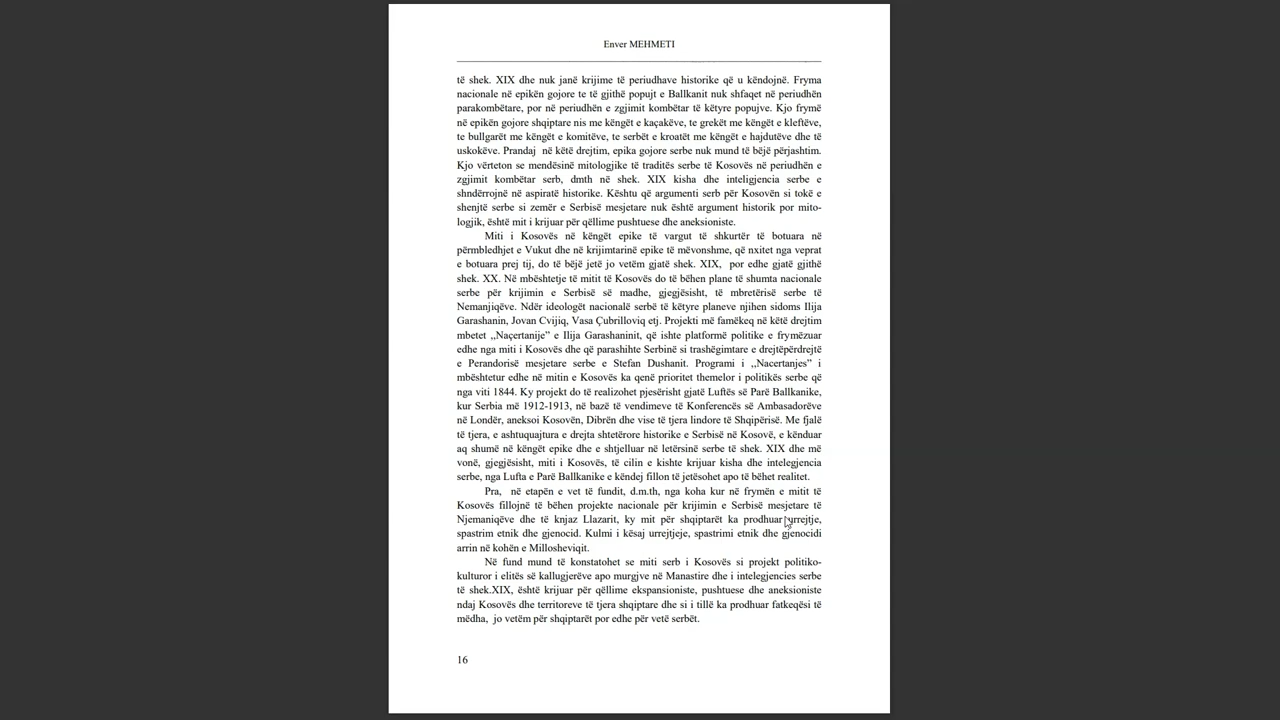 Enver MEHMETI
të shek. XIX dhe nuk janë krijime të periudhave historike që u këndojnë. Fryma
nacionale në epikën gojore te të gjithë popujt e Ballkanit nuk shfaqet në periudhën
parakombëtare, por në periudhën e zgjimit kombëtar të këtyre popujve. Kjo frymë
në epikën gojore shqiptare nis me këngët e kaçakëve, te grekët me këngët e kleftëve,
te bullgarët me këngët e komitëve, te serbët e kroatët me këngët e hajdutëve dhe të
uskokëve. Prandaj në këtë drejtim, epika gojore serbe nuk mund të bëjë përjashtim.
Kjo vërteton se mendësinë mitologjike të traditës serbe të Kosovës në periudhën e
zgjimit kombëtar serb, dmth në shek. XIX kisha dhe inteligjencia serbe e
shndërrojnë në aspiratë historike. Kështu që argumenti serb për Kosovën si tokë e
shenjtë serbe si zemër e Serbisë mesjetare nuk është argument historik por mito-
logjik, është mit i krijuar për qëllime pushtuese dhe aneksioniste.
Miti i Kosovës në këngët epike të vargut të shkurtër të botuara në
përmbledhjet e Vukut dhe në krijimtarinë epike të mëvonshme, që nxitet nga veprat
e botuara prej tij, do të bëjë jetë jo vetëm gjatë shek. XIX, por edhe gjatë gjithë
shek. XX. Në mbështetje të mitit të Kosovës do të bëhen plane të shumta nacionale
serbe për krijimin e Serbisë së madhe, gjegjësisht, të mbretërisë serbe të
Nemanjiqëve. Ndër ideologët nacionalë serbë të këtyre planeve njihen sidoms Ilija
Garashanin, Jovan Cvijiq, Vasa Çubrilloviq etj. Projekti më famëkeq në këtë drejtim
mbetet ,,Naçertanije” e Ilija Garashaninit, që ishte platformë politike e frymëzuar
edhe nga miti i Kosovës dhe që parashihte Serbinë si trashëgimtare e drejtëpërdrejtë
e Perandorisë mesjetare serbe e Stefan Dushanit. Programi i ,,Nacertanjes” i
mbështetur edhe në mitin e Kosovës ka qenë prioritet themelor i politikës serbe që
nga viti 1844. Ky projekt do të realizohet pjesërisht gjatë Luftës së Parë Ballkanike,
kur Serbia më 1912-1913, në bazë të vendimeve të Konferencës së Ambasadorëve
në Londër, aneksoi Kosovën, Dibrën dhe vise të tjera lindore të Shqipërisë. Me fjalë
të tjera, e ashtuquajtura e drejta shtetërore historike e Serbisë në Kosovë, e kënduar
aq shumë në këngët epike dhe e shtjelluar në letërsinë serbe të shek. XIX dhe më
vonë, gjegjësisht, miti i Kosovës, të cilin e kishte krijuar kisha dhe intelegjencia
serbe, nga Lufta e Parë Ballkanike e këndej fillon të jetësohet apo të bëhet realitet.
Pra, në etapën e vet të fundit, d.m.th, nga koha kur në frymën e mitit të
Kosovës fillojnë të bëhen projekte nacionale për krijimin e Serbisë mesjetare të
Njemaniqëve dhe të knjaz Llazarit, ky mit për shqiptarët ka prodhuar urrejtje,
spastrim etnik dhe gjenocid. Kulmi i kësaj urrejtjeje, spastrimi etnik dhe gjenocidi
arrin në kohën e Millosheviqit.
Në fund mund të konstatohet se miti serb i Kosovës si projekt politiko-
kulturor i elitës së kallugjerëve apo murgjve në Manastire dhe i intelegjencies serbe
të shek.XIX, është krijuar për qëllime ekspansioniste, pushtuese dhe aneksioniste
ndaj Kosovës dhe territoreve të tjera shqiptare dhe si i tillë ka prodhuar fatkeqësi të
mëdha, jo vetëm për shqiptarët por edhe për vetë serbët.
16